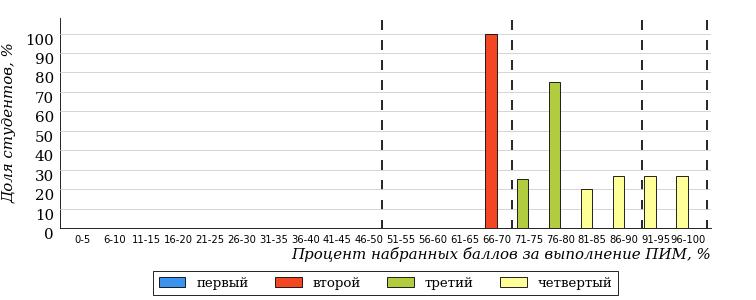 Доля студентов, %
100
90
80
70
60
50
40
30
20
10
0
0-5 6-10 11-15 16-20 21-25 26-30 31-35 36-40 41-45 46-50 51-55 56-60 61-65 66-70 71-75 76-80 81-85 86-90 91-95 96-100
Процент набранных баллов за выполнение ПИМ, %
первый второй третий четвертый